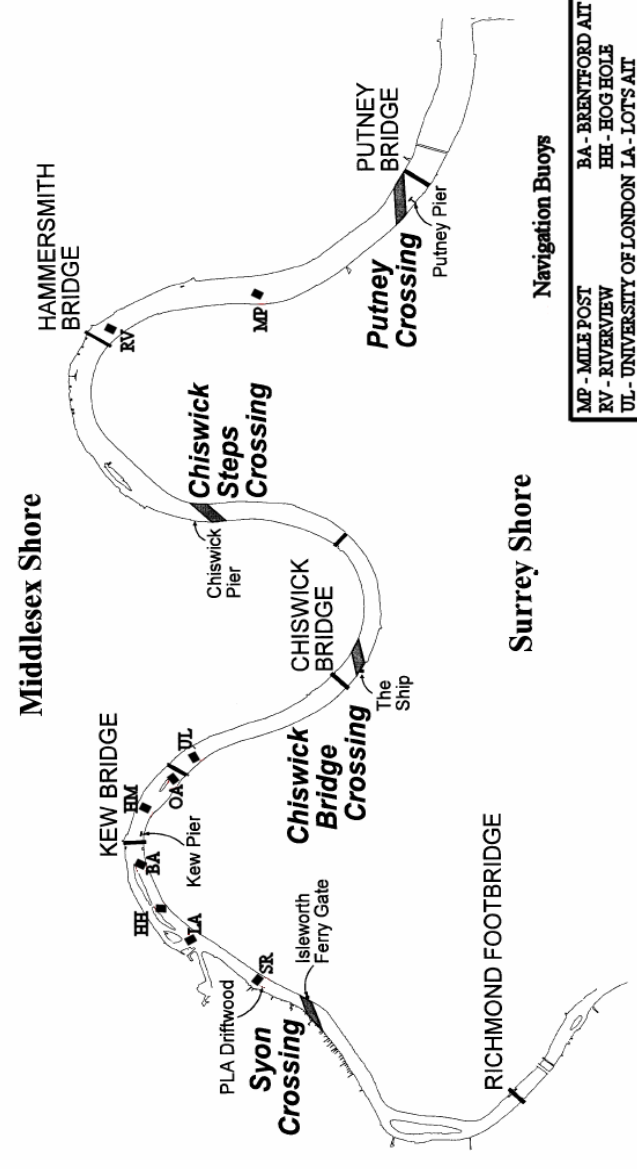 Middlesex Shore
HAMMERSMITH
BRIDGE
PUTNEY
BRIDGE
KEW BRIDGE
CHISWICK
BRIDGE
RICHMOND FOOTBRIDGE
Syon
Crossing
Chiswick
Bridge
Crossing
Chiswick
Steps
Crossing
Putney
Crossing
PLA Driftwood
Isleworth
Ferry Gate
Kew Pier
The
Ship
Chiswick
Pier
Putney Pier
SR
LA
HH
BA
HM
OA
UL
RV
MP
Surrey Shore
Navigation Buoys
MP - MILE POST BA - BRENTFORD AIT
RV - RIVERVIEW HH - HOG HOLE
UL - UNIVERSITY OF LONDON LA - LOT'S AIT